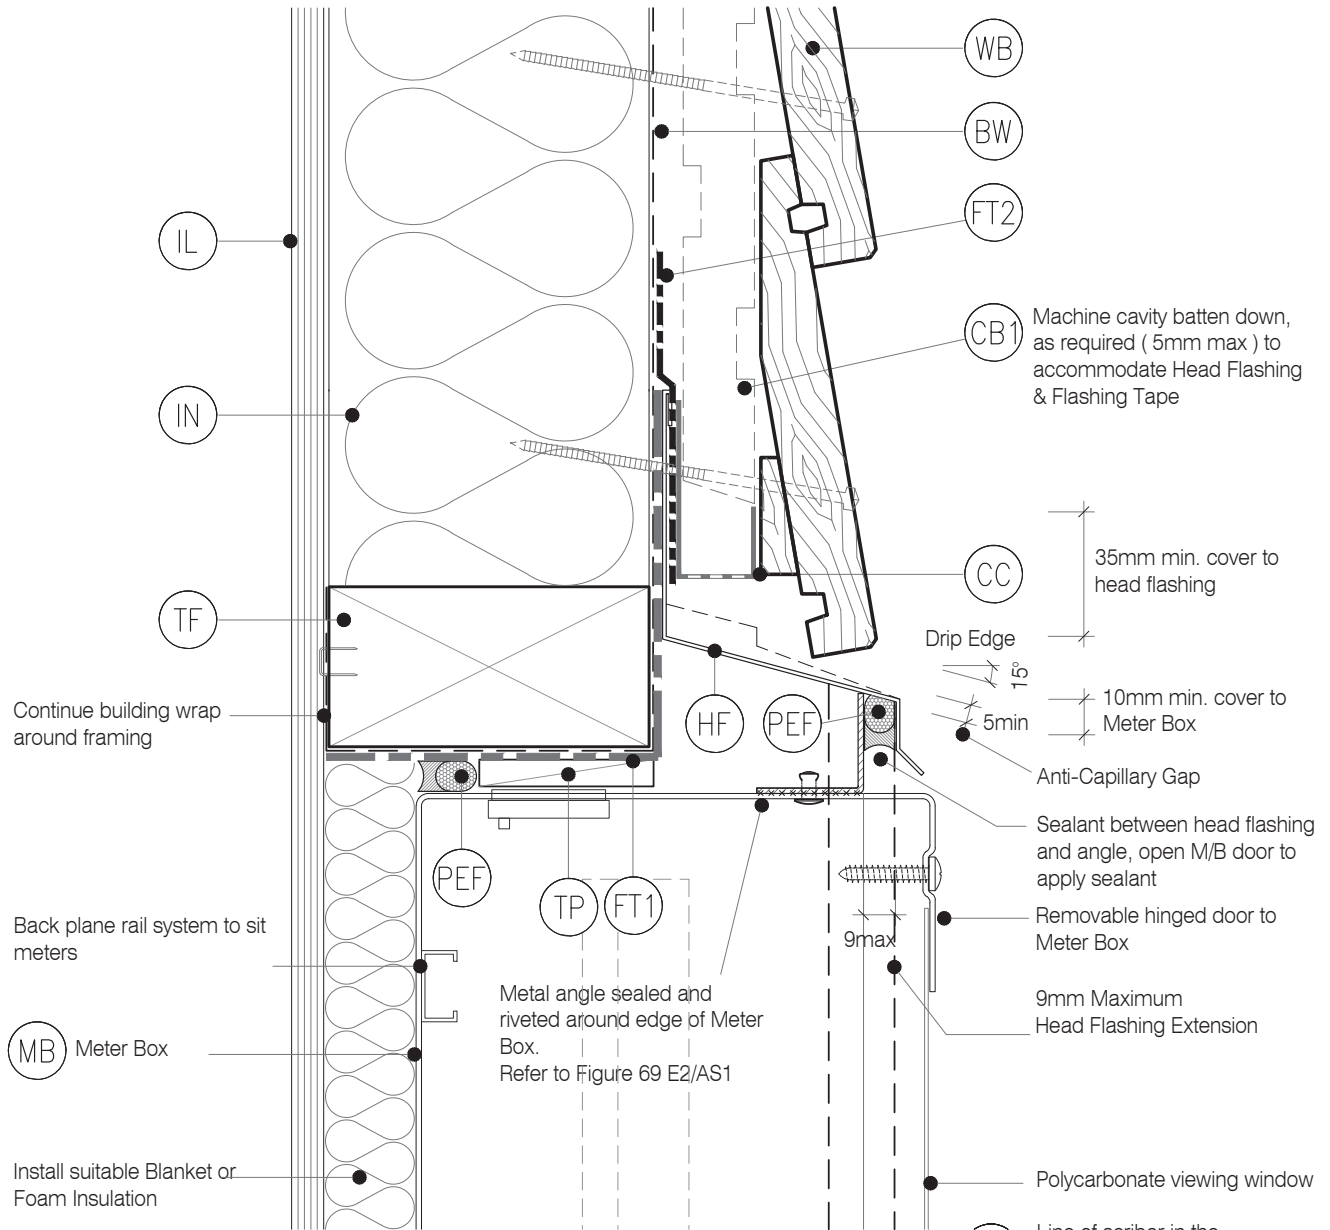 WB
BW
FT2
IL
CB1
Machine cavity batten down,
as required ( 5mm max ) to
accommodate Head Flashing
& Flashing Tape
IN
35mm min. cover to
head flashing
CC
TF
Drip Edge
15°
Continue building wrap
around framing
HF
PEF
5min
10mm min. cover to
Meter Box
Anti-Capillary Gap
Sealant between head flashing
and angle, open M/B door to
apply sealant
PEF
TP
FT1
Back plane rail system to sit
meters
9max
Removable hinged door to
Meter Box
Metal angle sealed and
riveted around edge of Meter
Box.
Refer to Figure 69 E2/AS1
9mm Maximum
Head Flashing Extension
MB
Meter Box
Install suitable Blanket or
Foam Insulation
Polycarbonate viewing window